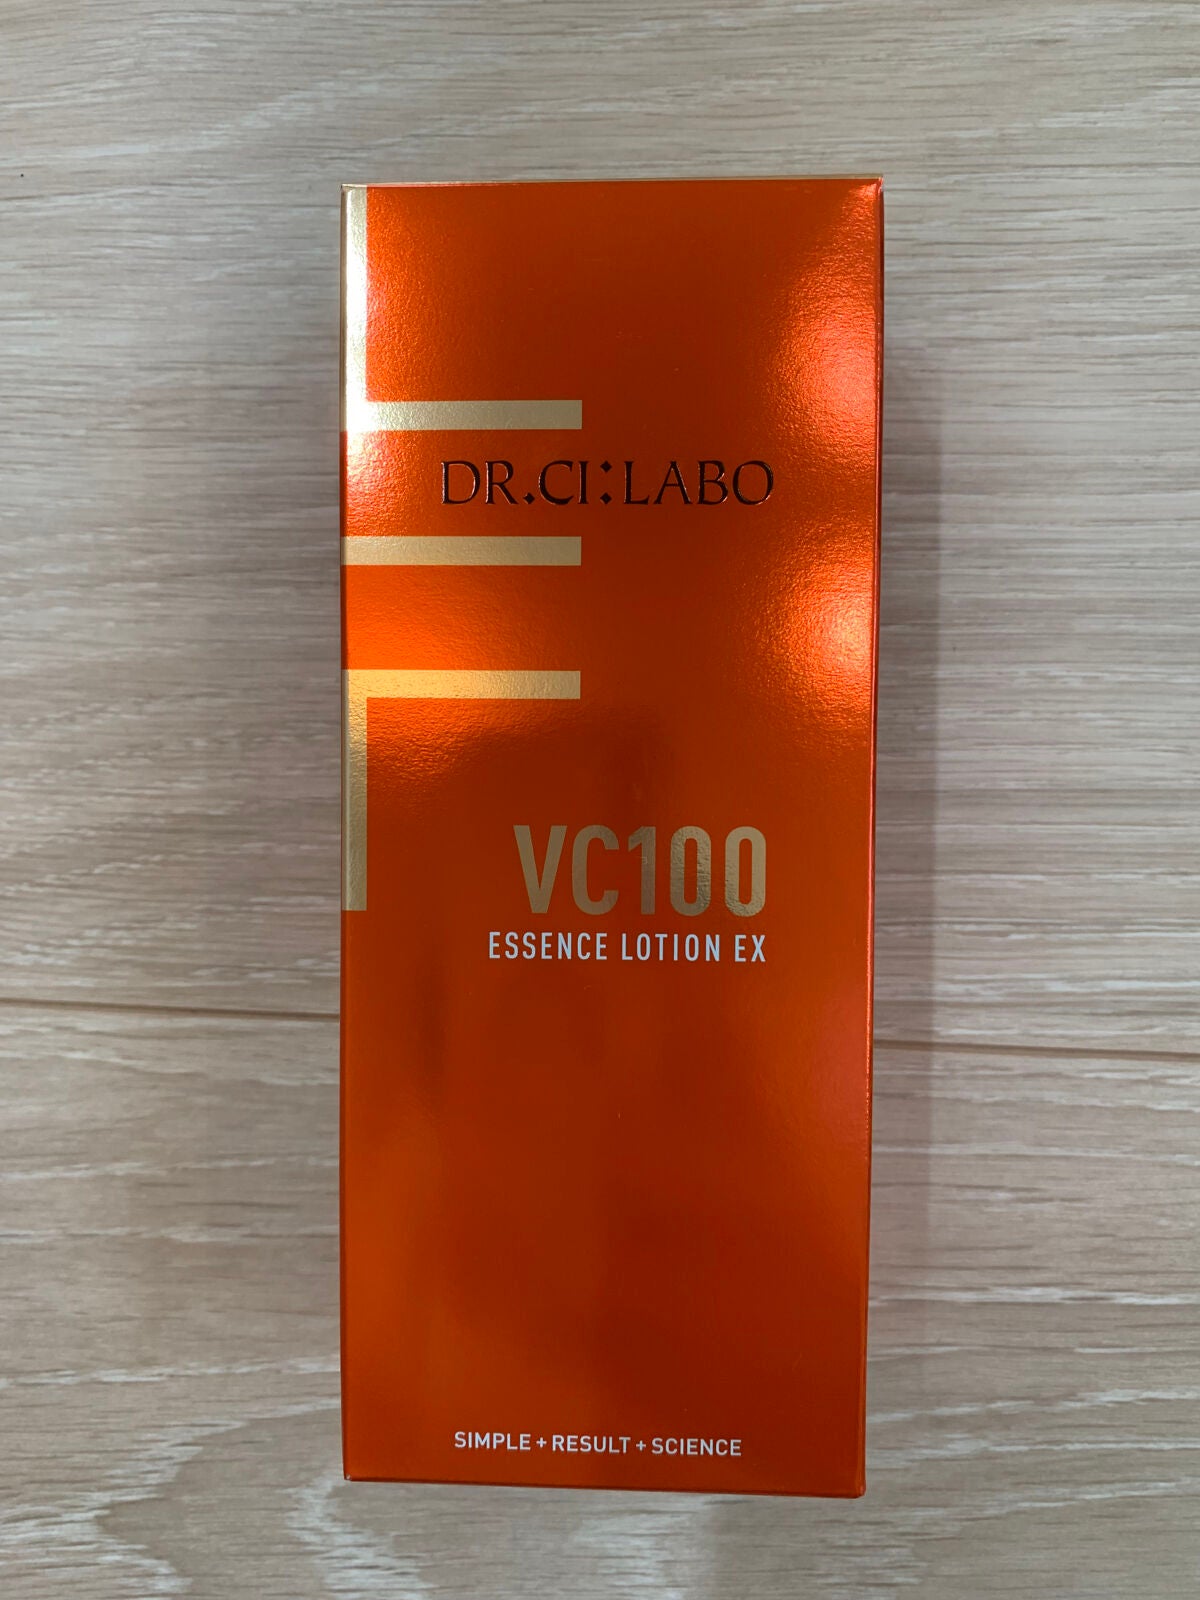 DR.CI:LABO
VC100
ESSENCE LOTION EX
SIMPLE + RESULT + SCIENCE